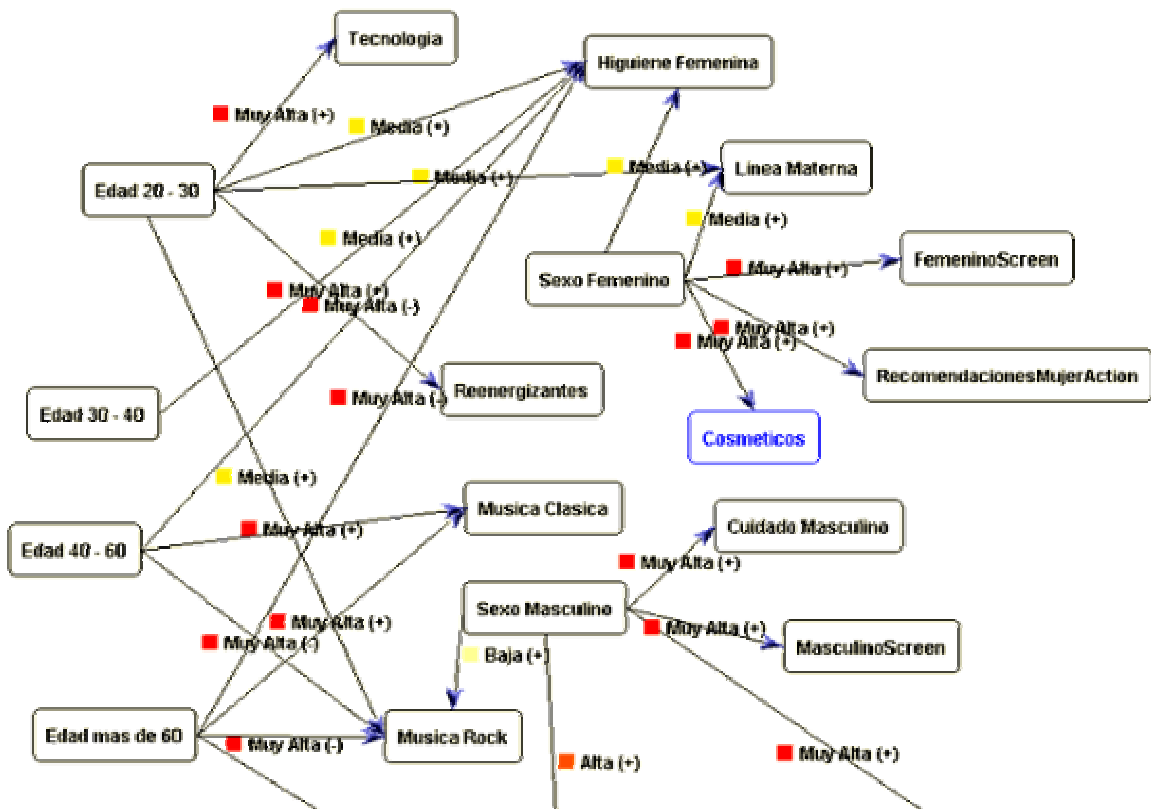 Tecnologia
Higuiene Femenina
Muy Alta (+)
Media (+)
Edad 20 - 30
Media (+)
Media (+)
Linea Materna
Media (+)
Media (+)
Sexo Femenino
Muy Alta (+)
FemeninoScreen
Muy Alta (+)
Muy Alta (-)
Muy Alta (+)
Muy Alta (+)
RecomendacionesMujerAction
Edad 30 - 40
Muy Alta (-)
Reenergizantes
Cosmeticos
Media (+)
Musica Clasica
Edad 40 - 60
Muy Alta (+)
Cuidado Masculino
Muy Alta (+)
Sexo Masculino
Muy Alta (+)
Muy Alta (-)
Muy Alta (+)
Baja (+)
MasculinoScreen
Edad mas de 60
Muy Alta (-)
Musica Rock
Alta (+)
Muy Alta (+)